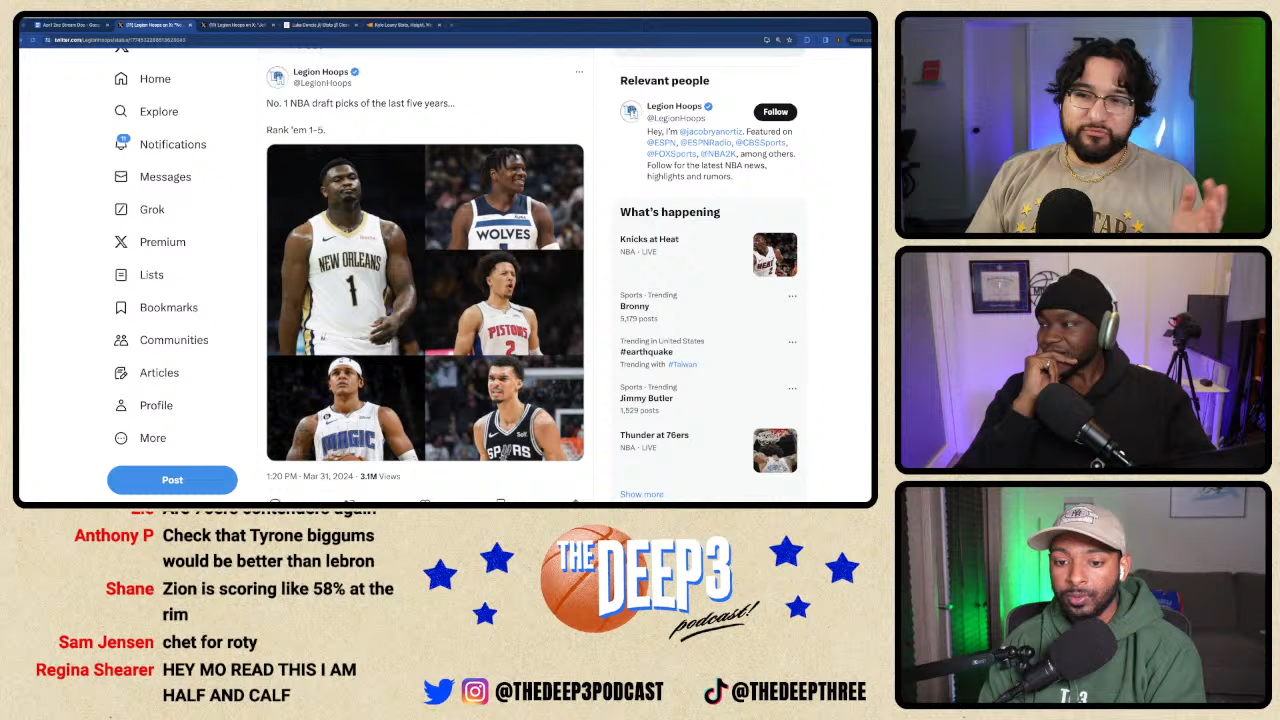 Home
Explore
11
Notifications
Messages
Grok
Premium
Lists
Bookmarks
Communities
Articles
Profile
More
Post
Legion Hoops
@LegionHoops
No. 1 NBA draft picks of the last five years...
Rank 'em 1-5.
NEW ORLEANS
1
WOLVES
PISTONS
2
MAGIC
SPURS
1:20 PM · Mar 31, 2024 · 3.1M Views
Relevant people
Legion Hoops
@LegionHoops
Follow
Hey, I'm @jacobryanortiz. Featured on
@ESPN, @ESPNRadio, @CBSSports,
@FOXSports, @NBA2K, among others.
Follow for the latest NBA news,
highlights and rumors.
What's happening
Knicks at Heat
NBA · LIVE
Sports · Trending
Bronny
5,179 posts
Trending in United States
#earthquake
Trending with #Taiwan
Sports · Trending
Jimmy Butler
1,529 posts
Thunder at 76ers
NBA · LIVE
Show more
Anthony P Check that Tyrone biggums
would be better than lebron
Shane Zion is scoring like 58% at the
rim
Sam Jensen chet for roty
Regina Shearer HEY MO READ THIS I AM
HALF AND CALF
THE DEEP3
podcast!
@THEDEEP3PODCAST
@THEDEEPTHREE